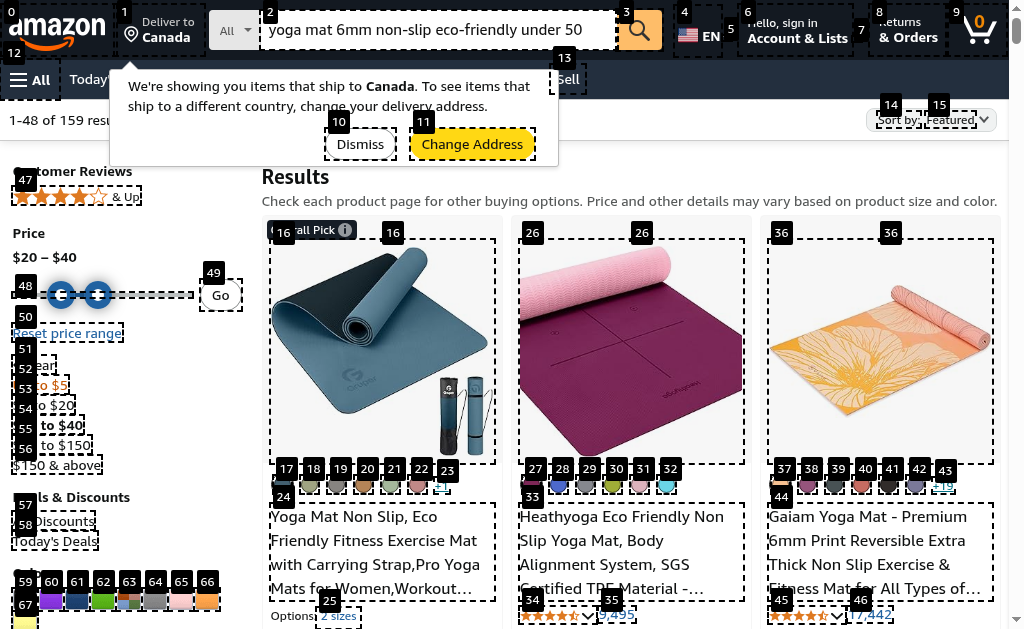 amazon
Deliver to
Canada
All
yoga mat 6mm non-slip eco-friendly under 50
EN
Hello, sign in
Account & Lists
Returns
& Orders
0
All
Today'
Sell
We're showing you items that ship to Canada. To see items that
ship to a different country, change your delivery address.
Dismiss
Change Address
1-48 of 159
Sort by: Featured
Customer Reviews
& Up
Price
$20 – $40
Go
Reset price range
to $5
to $20
to $40
to $150
$150 & above
Deals & Discounts
Discounts
Today's Deals
Results
Check each product page for other buying options. Price and other details may vary based on product size and color.
Overall Pick
+1
Yoga Mat Non Slip, Eco
Friendly Fitness Exercise Mat
with Carrying Strap,Pro Yoga
Mats for Women,Workout…
Options: 2 sizes
Heathyoga Eco Friendly Non
Slip Yoga Mat, Body
Alignment System, SGS
Certified TPE Material -…
9,495
+19
Gaiam Yoga Mat - Premium
6mm Print Reversible Extra
Thick Non Slip Exercise &
Fitness Mat for All Types of…
17,442
0
1
2
3
4
5
6
7
8
9
10
11
12
13
14
15
16
16
17
18
19
20
21
22
23
24
25
26
26
27
28
29
30
31
32
33
34
35
36
36
37
38
39
40
41
42
43
44
45
46
47
48
49
50
51
52
53
54
55
56
57
58
59
60
61
62
63
64
65
66
67